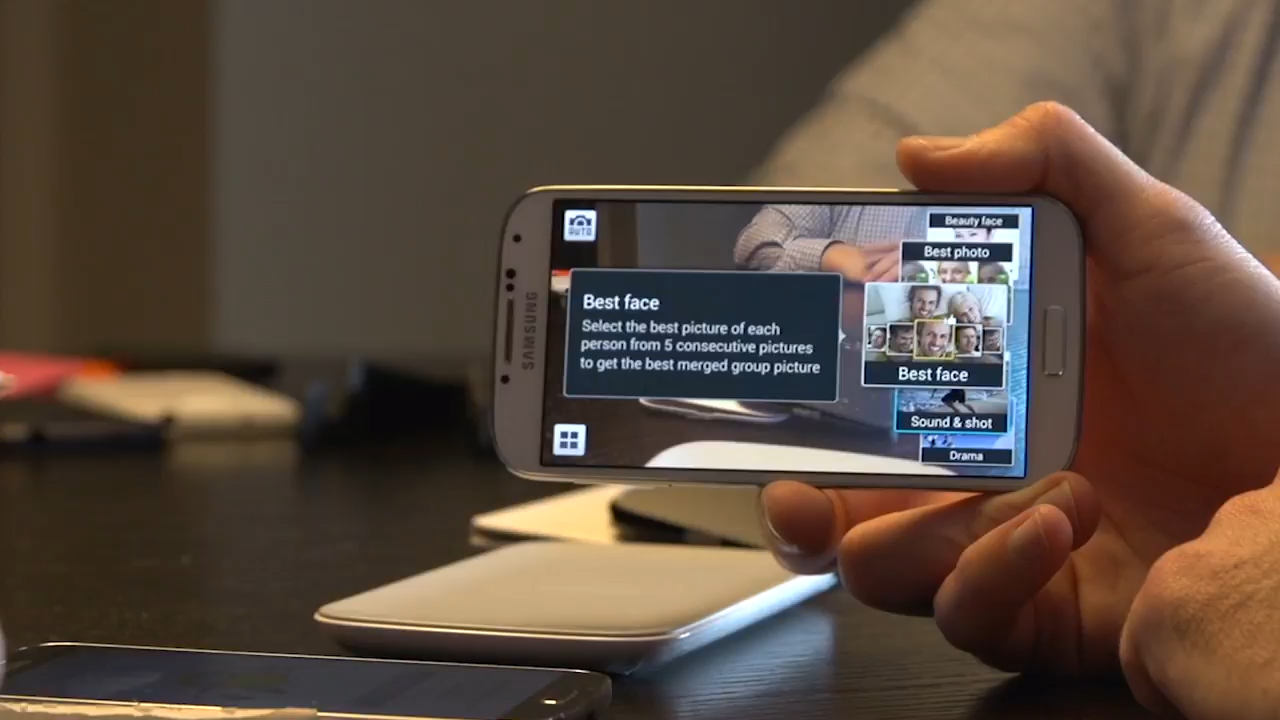 SAMSUNG
AUTO
Best face
Select the best picture of each
person from 5 consecutive pictures
to get the best merged group picture
Beauty face
Best photo
Best face
Sound & shot
Drama